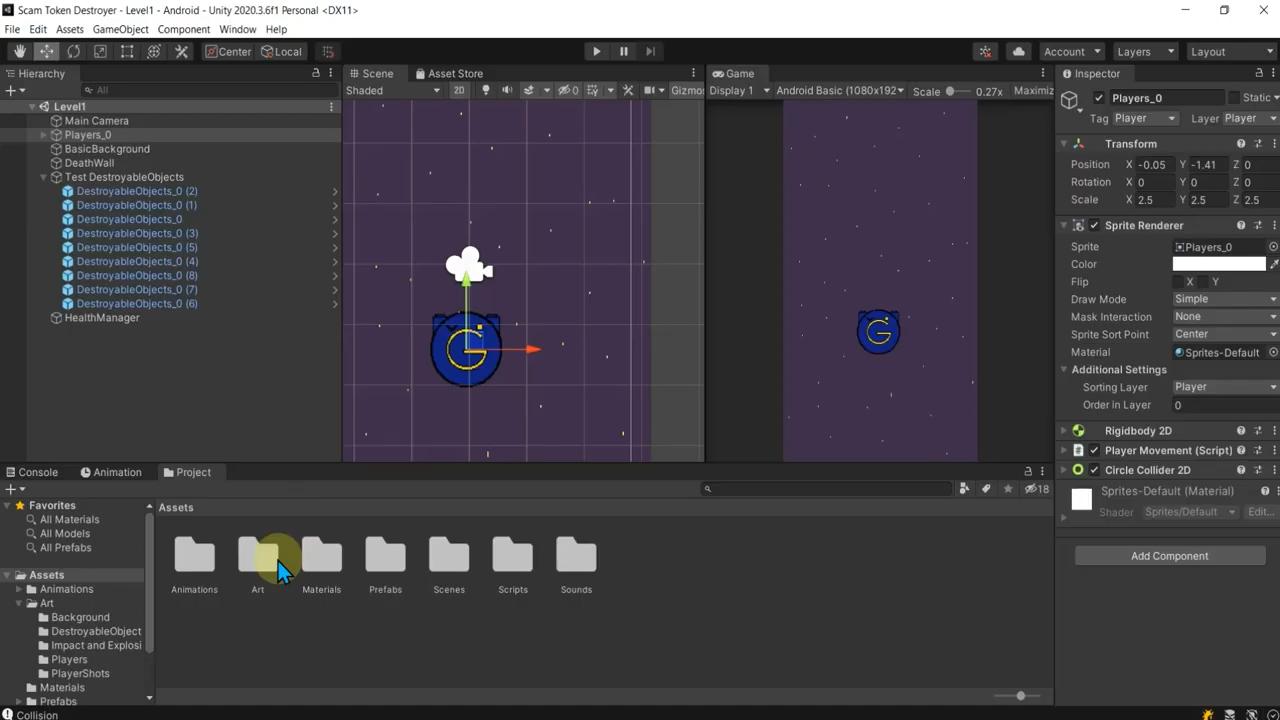 Scam Token Destroyer - Level1 - Android - Unity 2020.3.6f1 Personal <DX11>
File Edit Assets GameObject Component Window Help
Center Local Account Layers Layout
Hierarchy Scene Asset Store Game Inspector
All Shaded 2D 0 Gizmos Display 1 Android Basic (1080x192 Scale 0.27x Maximiz
Players_0 Static
Tag Player Layer Player
Level1
Main Camera
Players_0
BasicBackground
DeathWall
Test DestroyableObjects
DestroyableObjects_0 (2)
DestroyableObjects_0 (1)
DestroyableObjects_0
DestroyableObjects_0 (3)
DestroyableObjects_0 (5)
DestroyableObjects_0 (4)
DestroyableObjects_0 (8)
DestroyableObjects_0 (7)
DestroyableObjects_0 (6)
HealthManager
G
G
Transform
Position X -0.05 Y -1.41 Z 0
Rotation X 0 Y 0 Z 0
Scale X 2.5 Y 2.5 Z 2.5
Sprite Renderer
Sprite Players_0
Color
Flip X Y
Draw Mode Simple
Mask Interaction None
Sprite Sort Point Center
Material Sprites-Default
Additional Settings
Sorting Layer Player
Order in Layer 0
Rigidbody 2D
Player Movement (Script)
Circle Collider 2D
Sprites-Default (Material)
Shader Sprites/Default Edit...
Add Component
Console Animation Project
18
Favorites
All Materials
All Models
All Prefabs
Assets
Animations
Art
Background
DestroyableObject
Impact and Explosi
Players
PlayerShots
Materials
Prefabs
Assets
Animations Art Materials Prefabs Scenes Scripts Sounds
Collision